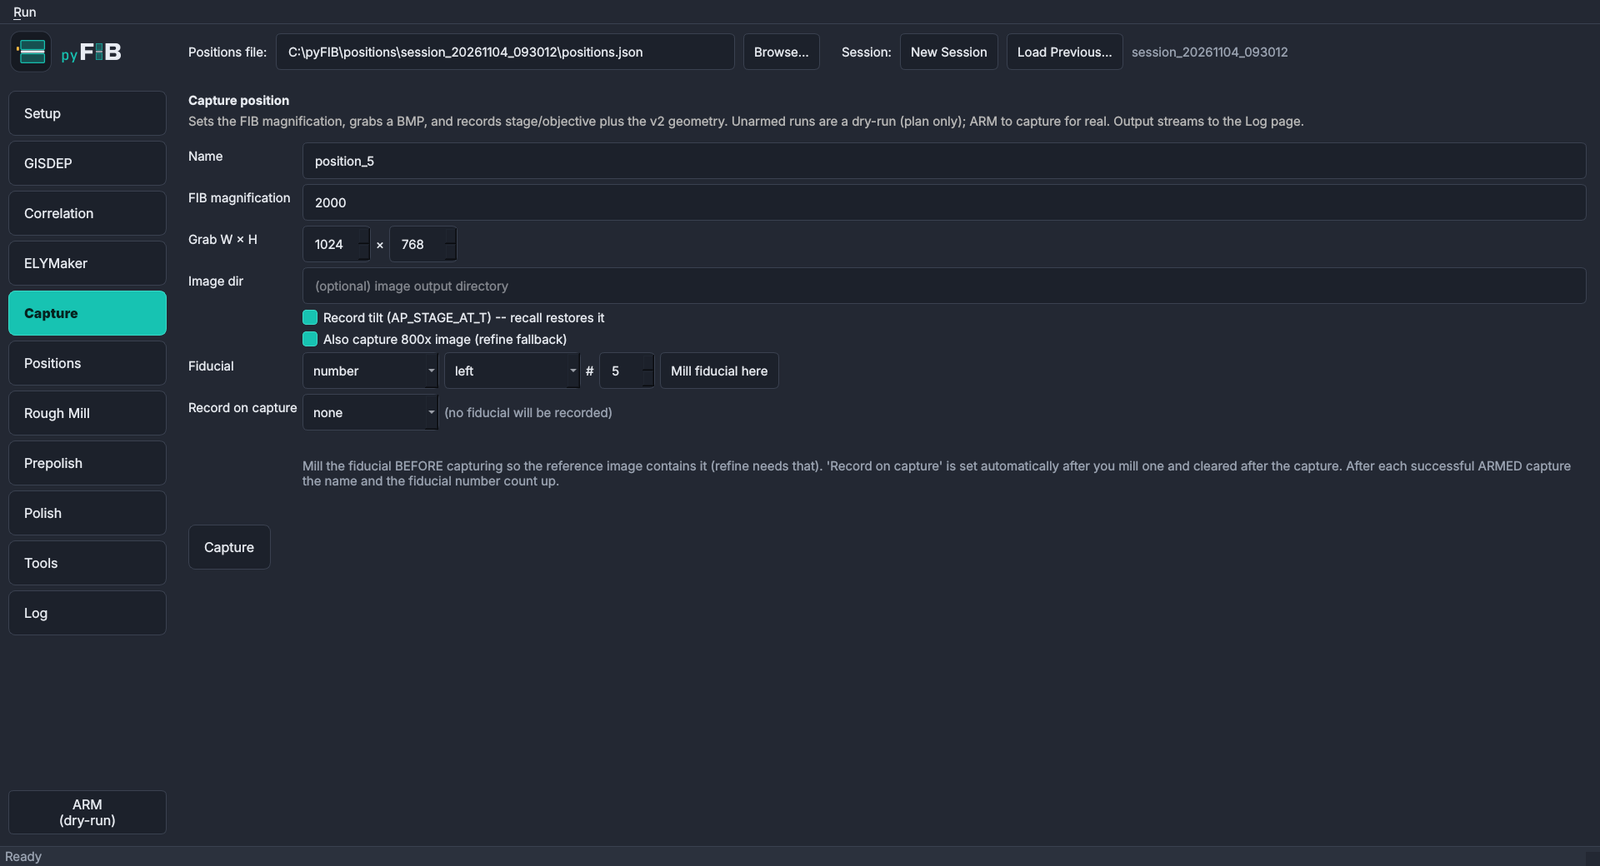 Run
pyFIB
Positions file: C:\pyFIB\positions\session_20261104_093012\positions.json Browse... Session: New Session Load Previous... session_20261104_093012
Setup
GISDEP
Correlation
ELYMaker
Capture
Positions
Rough Mill
Prepolish
Polish
Tools
Log
ARM
(dry-run)
Capture position
Sets the FIB magnification, grabs a BMP, and records stage/objective plus the v2 geometry. Unarmed runs are a dry-run (plan only); ARM to capture for real. Output streams to the Log page.
Name position_5
FIB magnification 2000
Grab W × H 1024 × 768
Image dir (optional) image output directory
Record tilt (AP_STAGE_AT_T) -- recall restores it
Also capture 800x image (refine fallback)
Fiducial number left # 5 Mill fiducial here
Record on capture none (no fiducial will be recorded)
Mill the fiducial BEFORE capturing so the reference image contains it (refine needs that). 'Record on capture' is set automatically after you mill one and cleared after the capture. After each successful ARMED capture
the name and the fiducial number count up.
Capture
Ready